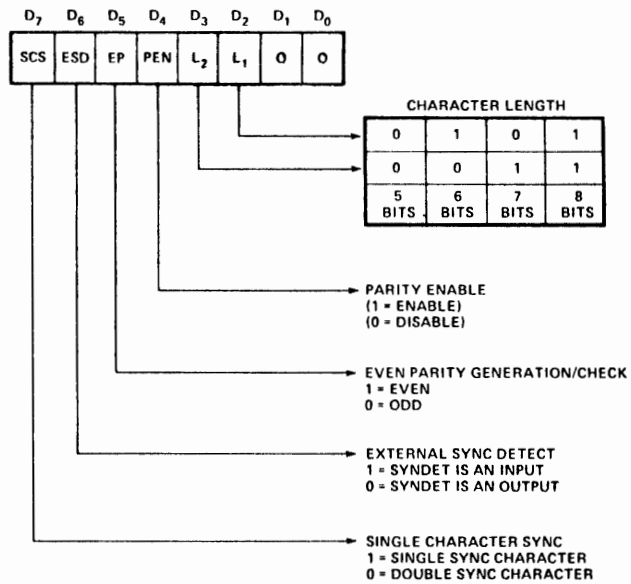 D7 D6 D5 D4 D3 D2 D1 D0
SCS ESD EP PEN L2 L1 0 0
CHARACTER LENGTH
0 1 0 1
0 0 1 1
5 6 7 8
BITS BITS BITS BITS
PARITY ENABLE
(1 = ENABLE)
(0 = DISABLE)
EVEN PARITY GENERATION/CHECK
1 = EVEN
0 = ODD
EXTERNAL SYNC DETECT
1 = SYNDET IS AN INPUT
0 = SYNDET IS AN OUTPUT
SINGLE CHARACTER SYNC
1 = SINGLE SYNC CHARACTER
0 = DOUBLE SYNC CHARACTER